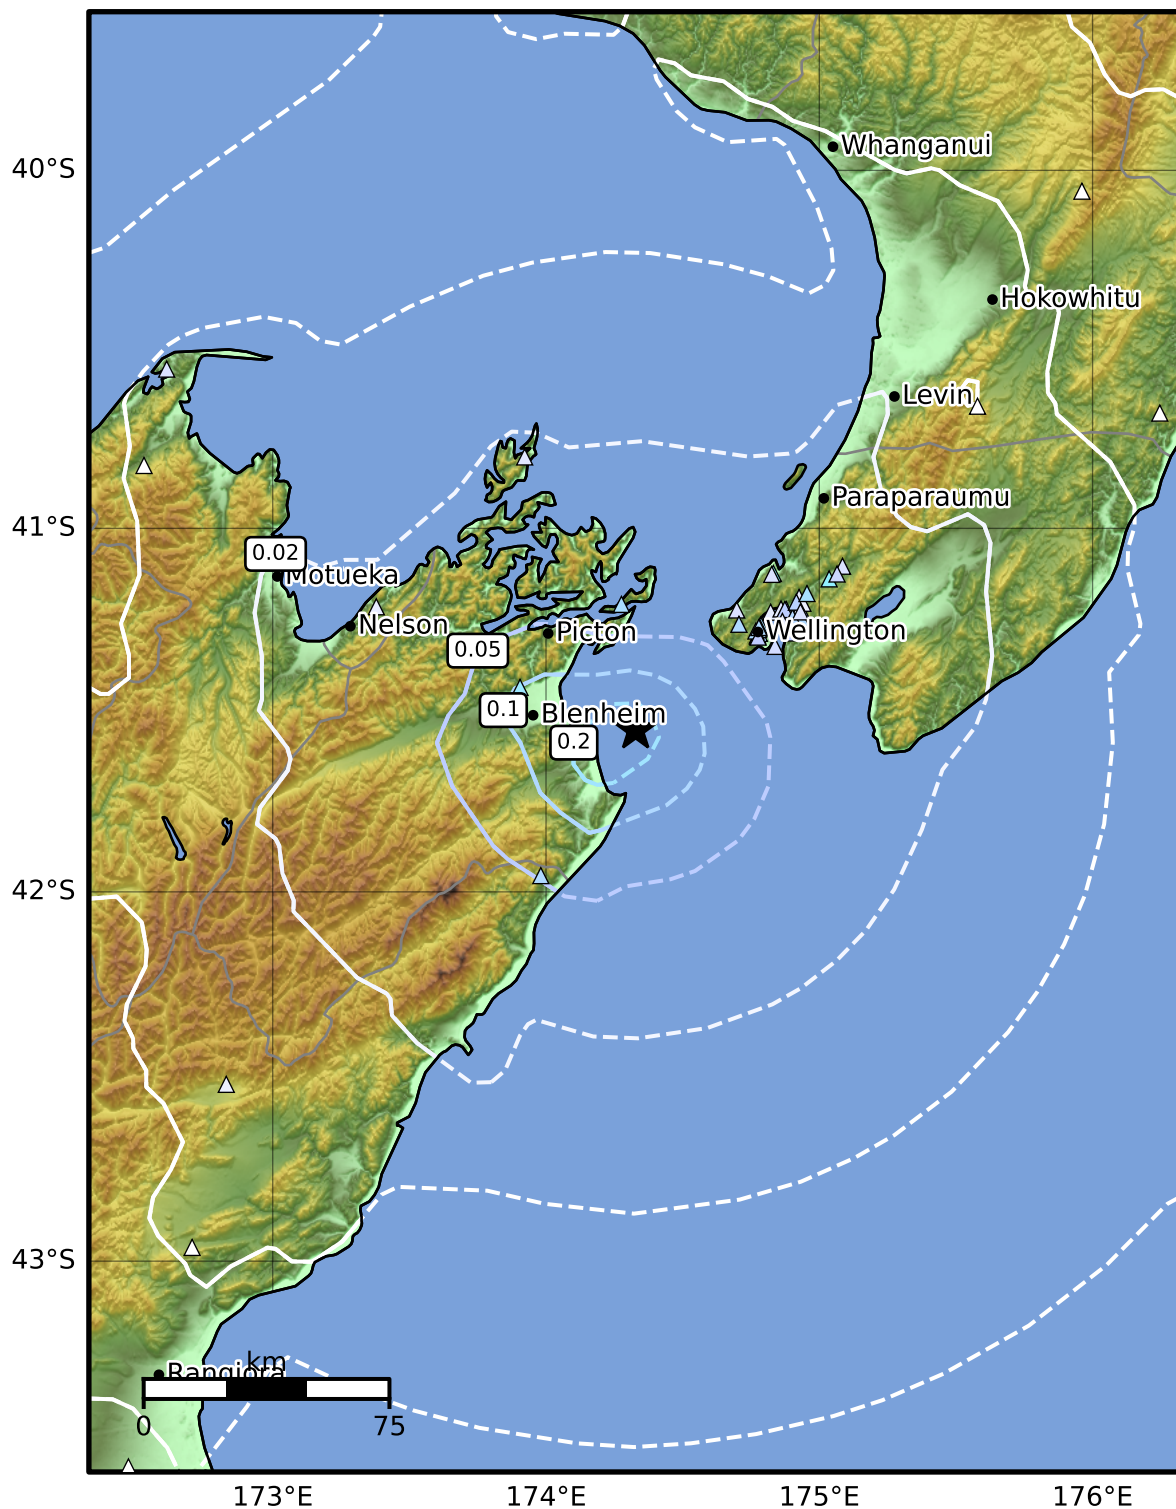 Whanganui
40°S
Hokowhitu
Levin
Paraparaumu
41°S
0.02
Motueka
Nelson
Picton
Wellington
0.05
0.1
Blenheim
0.2
42°S
43°S
km
Rangiora
0
75
173°E
174°E
175°E
176°E